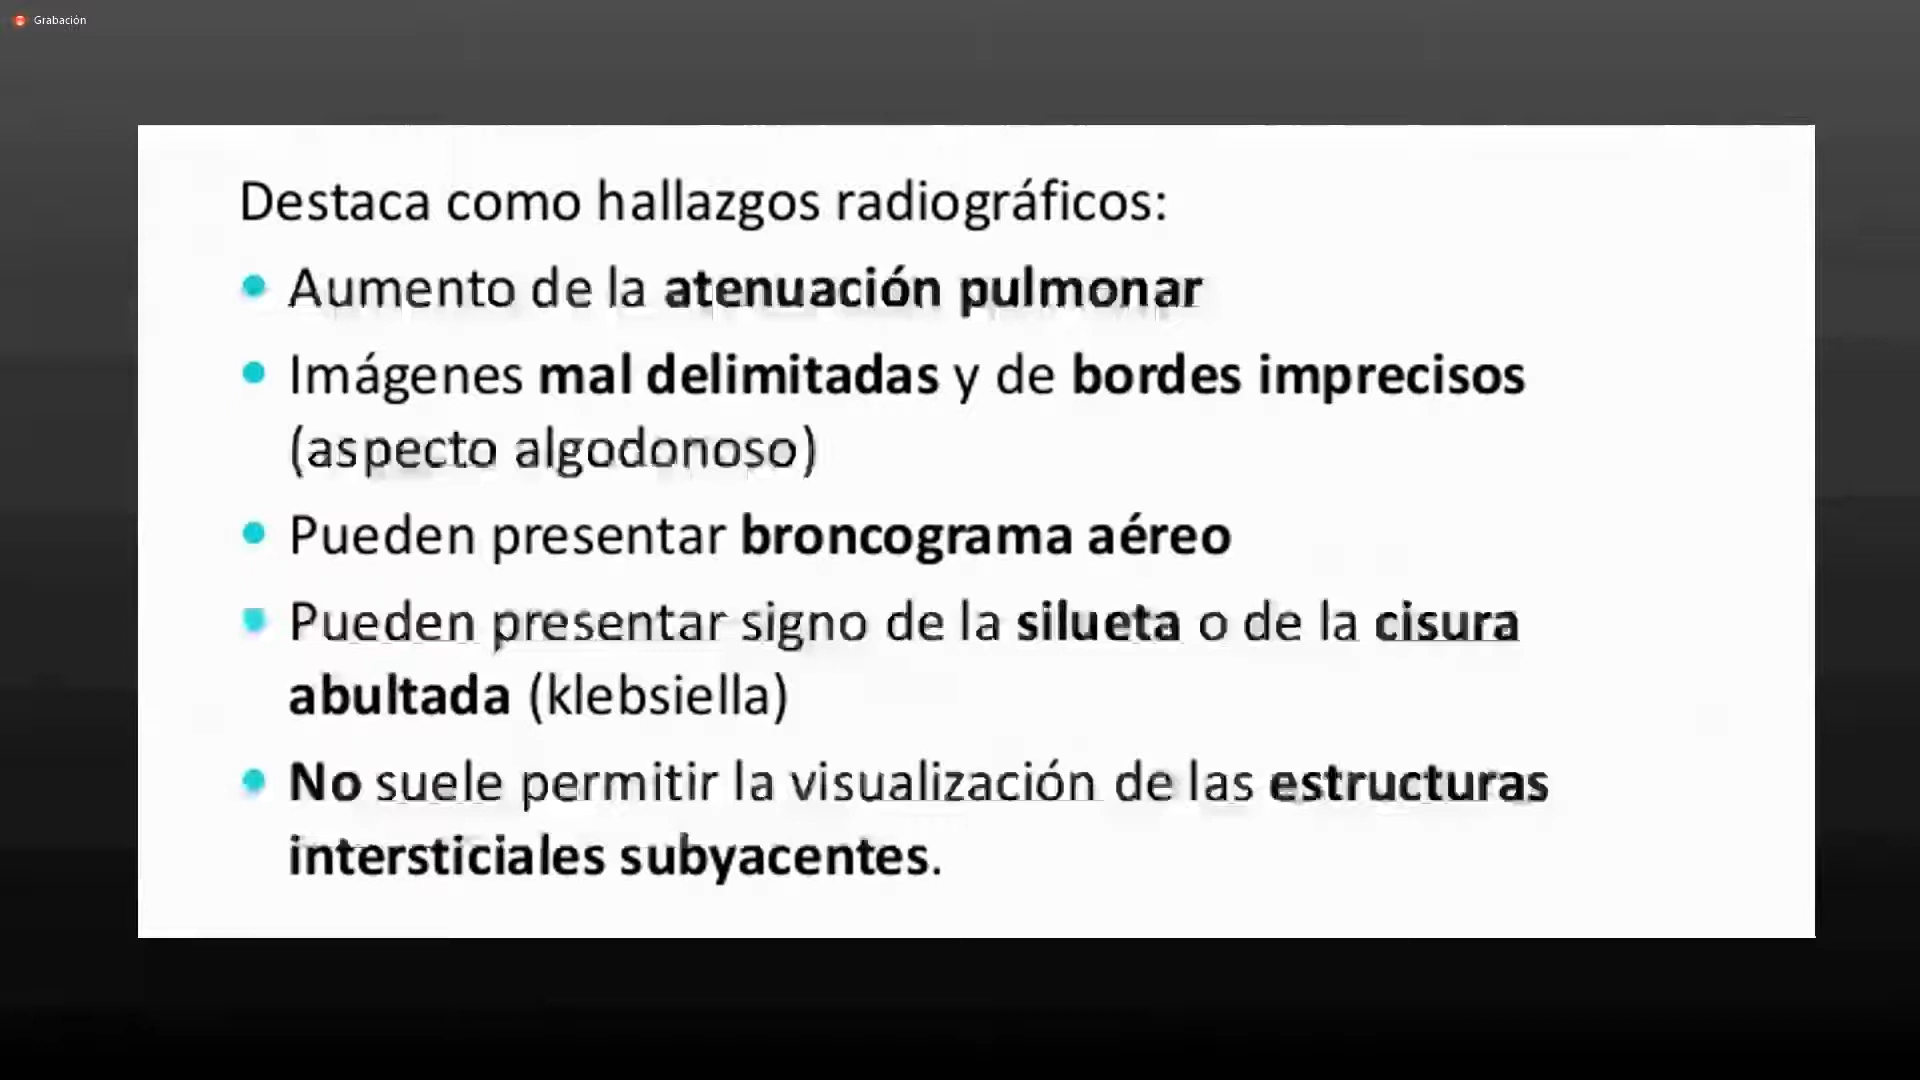 Grabación
Destaca como hallazgos radiográficos:
• Aumento de la atenuación pulmonar
• Imágenes mal delimitadas y de bordes imprecisos
(aspecto algodonoso)
• Pueden presentar broncograma aéreo
• Pueden presentar signo de la silueta o de la cisura
abultada (klebsiella)
• No suele permitir la visualización de las estructuras
intersticiales subyacentes.